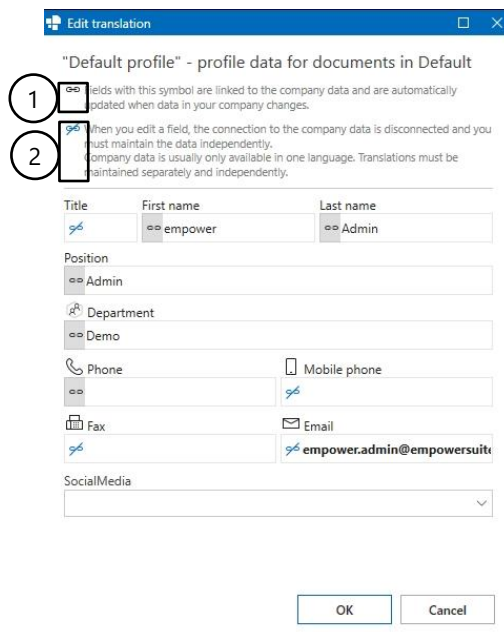 Edit translation
"Default profile" - profile data for documents in Default
1
Fields with this symbol are linked to the company data and are automatically
updated when data in your company changes.
2
When you edit a field, the connection to the company data is disconnected and you
must maintain the data independently.
Company data is usually only available in one language. Translations must be
maintained separately and independently.
Title First name Last name
empower Admin
Position
Admin
Department
Demo
Phone Mobile phone
Fax Email
empower.admin@empowersuite
SocialMedia
OK Cancel